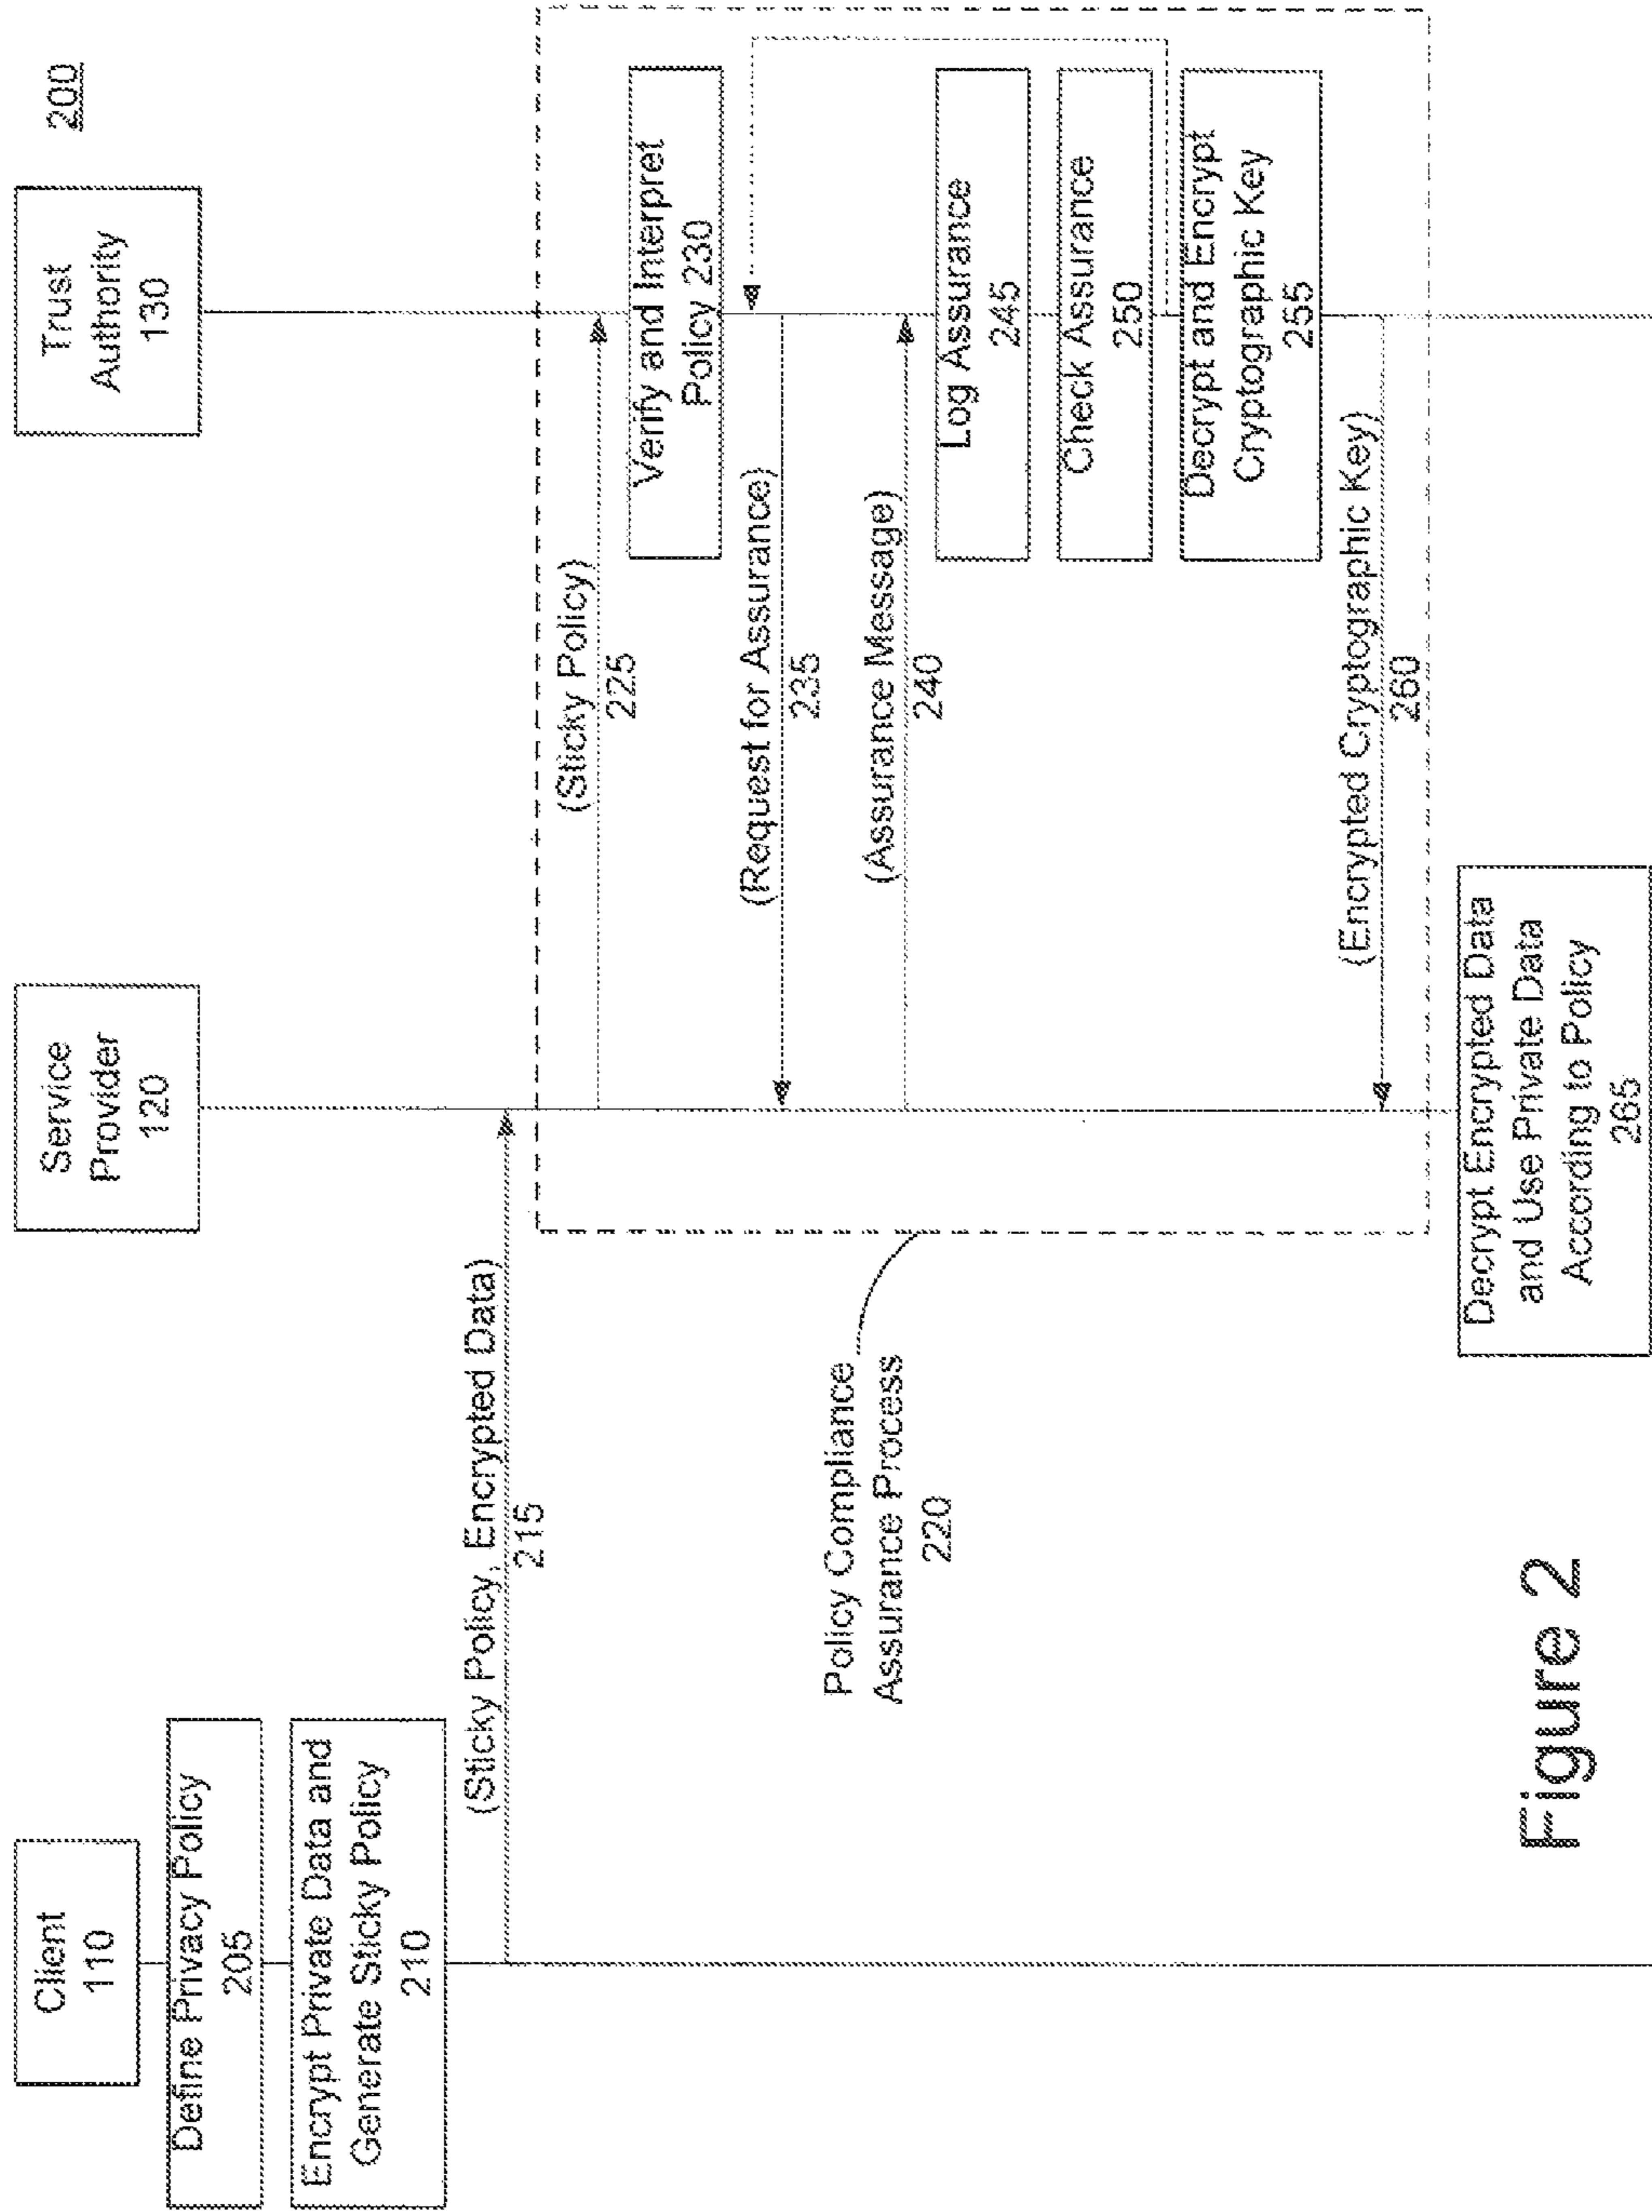 200
Client
110
Service
Provider
120
Trust
Authority
130
Define Privacy Policy
205
Encrypt Private Data and
Generate Sticky Policy
210
(Sticky Policy, Encrypted Data)
215
Policy Compliance
Assurance Process
220
(Sticky Policy)
225
Verify and Interpret
Policy 230
(Request for Assurance)
235
(Assurance Message)
240
Log Assurance
245
Check Assurance
250
Decrypt and Encrypt
Cryptographic Key
255
(Encrypted Cryptographic Key)
260
Decrypt Encrypted Data
and Use Private Data
According to Policy
265
Figure 2